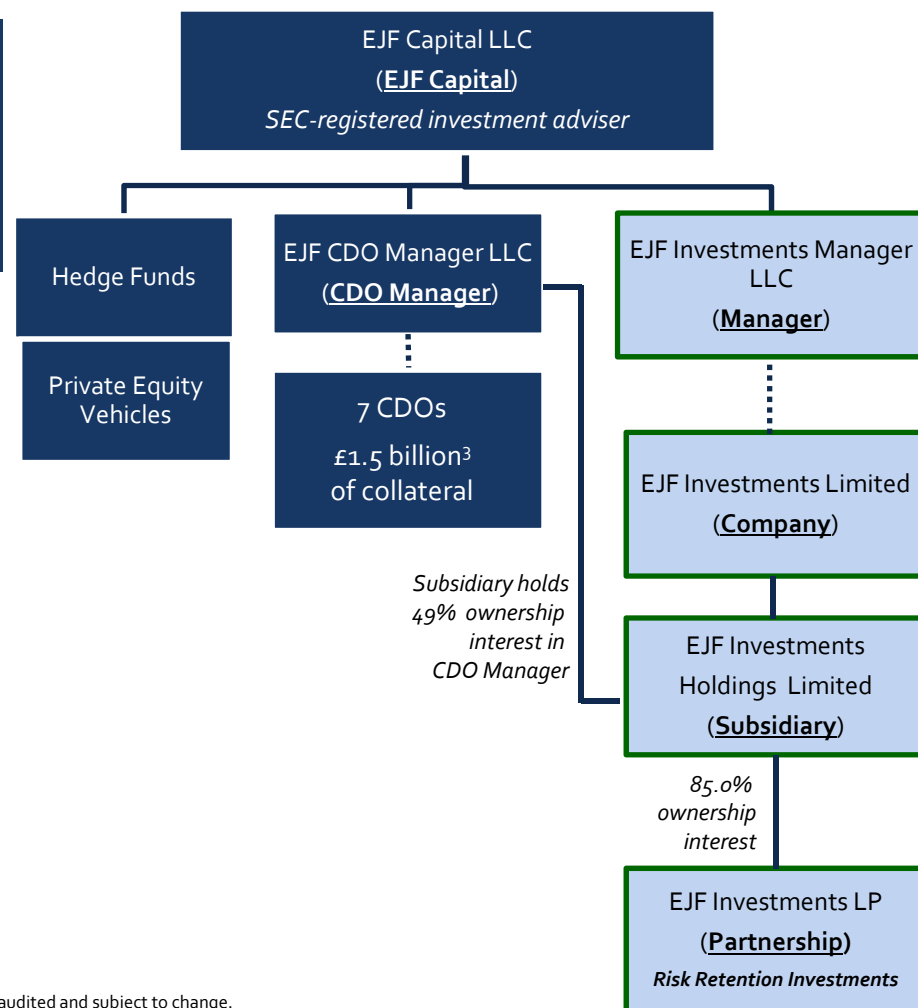 EJF Capital LLC
(EJF Capital)
SEC-registered investment adviser
Hedge Funds
Private Equity
Vehicles
EJF CDO Manager LLC
(CDO Manager)
7 CDOs
£1.5 billion³
of collateral
EJF Investments Manager
LLC
(Manager)
EJF Investments Limited
(Company)
Subsidiary holds
49% ownership
interest in
CDO Manager
EJF Investments
Holdings Limited
(Subsidiary)
85.0%
ownership
interest
EJF Investments LP
(Partnership)
Risk Retention Investments
audited and subject to change.